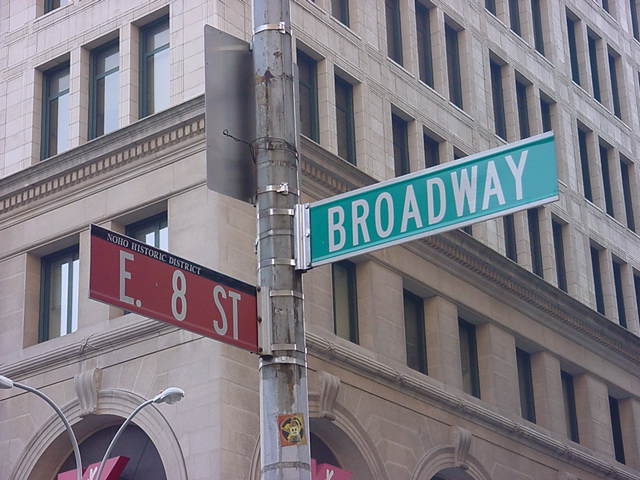 BROADWAY
NOHO HISTORIC DISTRICT
E. 8 ST